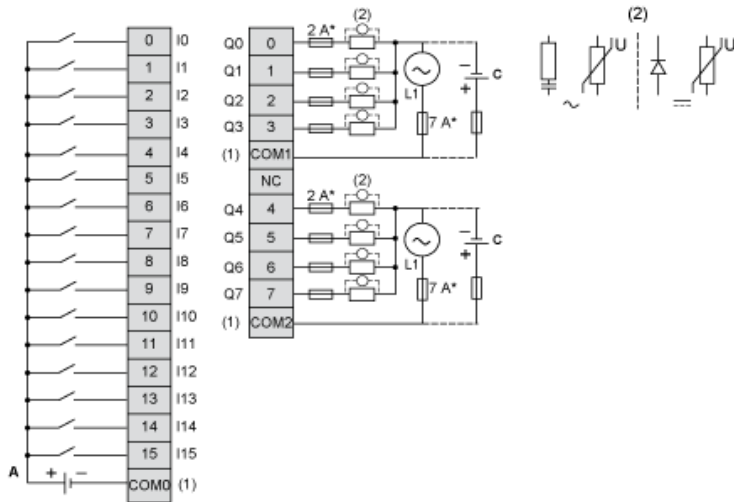 0 I0
1 I1
2 I2
3 I3
4 I4
5 I5
6 I6
7 I7
8 I8
9 I9
10 I10
11 I11
12 I12
13 I13
14 I14
15 I15
A + − COM0 (1)
2 A* (2)
Q0 0
Q1 1
Q2 2
Q3 3
(1) COM1
L1
7 A*
− + C
NC
2 A* (2)
Q4 4
Q5 5
Q6 6
Q7 7
(1) COM2
L1
7 A*
− + C
(2)
U U